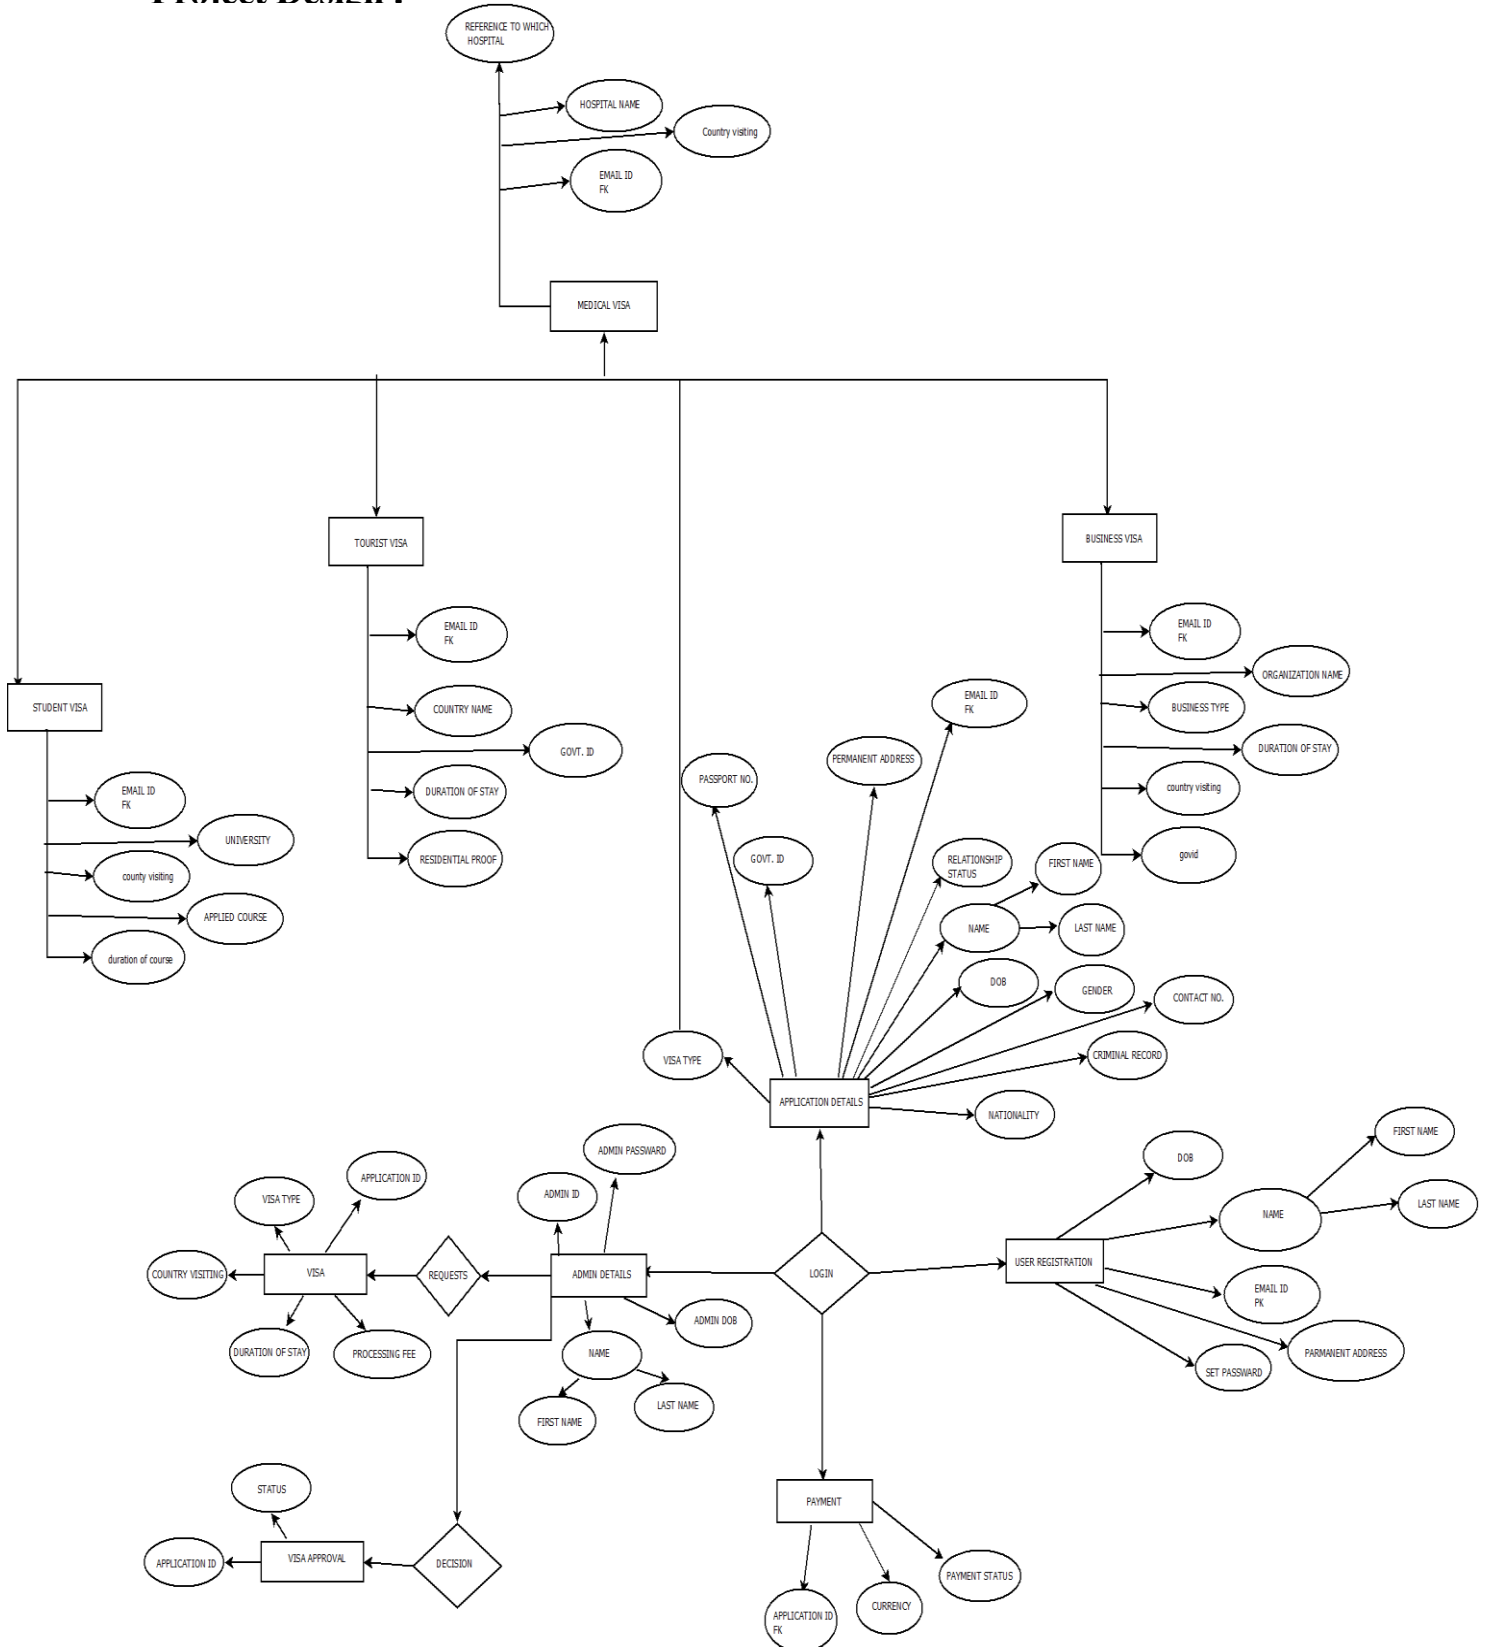 Project Design :
REFERENCE TO WHICH
HOSPITAL
HOSPITAL NAME
Country visiting
EMAIL ID
FK
MEDICAL VISA
TOURIST VISA
BUSINESS VISA
EMAIL ID
FK
EMAIL ID
FK
ORGANIZATION NAME
STUDENT VISA
COUNTRY NAME
EMAIL ID
FK
BUSINESS TYPE
GOVT. ID
DURATION OF STAY
PERMANENT ADDRESS
PASSPORT NO.
EMAIL ID
FK
DURATION OF STAY
country visiting
UNIVERSITY
RESIDENTIAL PROOF
GOVT. ID
RELATIONSHIP
STATUS
FIRST NAME
govid
county visiting
APPLIED COURSE
NAME
LAST NAME
duration of course
DOB
GENDER
CONTACT NO.
VISA TYPE
CRIMINAL RECORD
APPLICATION DETAILS
NATIONALITY
FIRST NAME
ADMIN PASSWARD
DOB
APPLICATION ID
ADMIN ID
VISA TYPE
LAST NAME
NAME
COUNTRY VISITING
VISA
REQUESTS
ADMIN DETAILS
LOGIN
USER REGISTRATION
EMAIL ID
PK
ADMIN DOB
DURATION OF STAY
PROCESSING FEE
NAME
PARMANENT ADDRESS
SET PASSWARD
LAST NAME
FIRST NAME
STATUS
PAYMENT
VISA APPROVAL
APPLICATION ID
DECISION
PAYMENT STATUS
CURRENCY
APPLICATION ID
FK